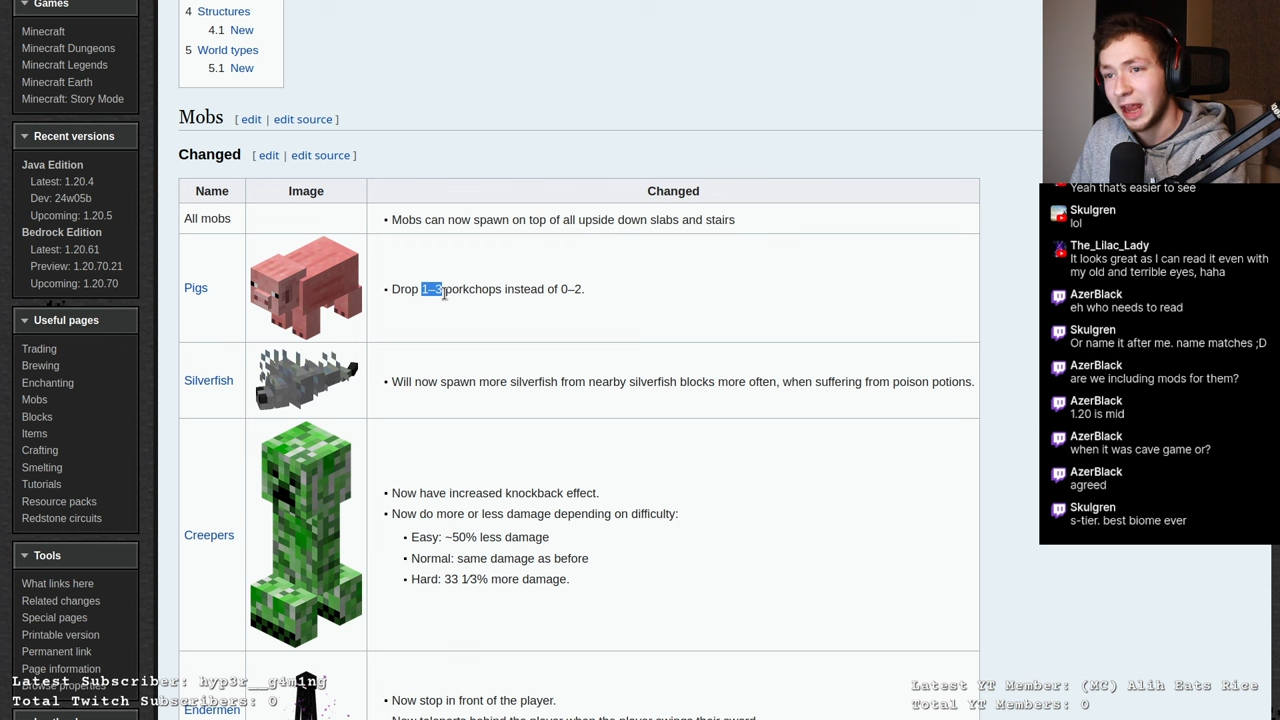 Games
Minecraft
Minecraft Dungeons
Minecraft Legends
Minecraft Earth
Minecraft: Story Mode
Recent versions
Java Edition
Latest: 1.20.4
Dev: 24w05b
Upcoming: 1.20.5
Bedrock Edition
Latest: 1.20.61
Preview: 1.20.70.21
Upcoming: 1.20.70
Useful pages
Trading
Brewing
Enchanting
Mobs
Blocks
Items
Crafting
Smelting
Tutorials
Resource packs
Redstone circuits
Tools
What links here
Related changes
Special pages
Printable version
Permanent link
Page information
Browse properties
Latest Subscriber: hyp3r__g4m1ng
Total Twitch Subscribers: 0
4 Structures
4.1 New
5 World types
5.1 New
Mobs [ edit | edit source ]
Changed [ edit | edit source ]
Name Image Changed
All mobs
• Mobs can now spawn on top of all upside down slabs and stairs
Pigs
• Drop 1–3 porkchops instead of 0–2.
Silverfish
• Will now spawn more silverfish from nearby silverfish blocks more often, when suffering from poison potions.
Creepers
• Now have increased knockback effect.
• Now do more or less damage depending on difficulty:
• Easy: ~50% less damage
• Normal: same damage as before
• Hard: 33 1⁄3% more damage.
Endermen
• Now stop in front of the player.
• Now teleports behind the player when the player swings their sword
Yeah that's easier to see
Skulgren
lol
The_Lilac_Lady
It looks great as I can read it even with
my old and terrible eyes, haha
AzerBlack
eh who needs to read
Skulgren
Or name it after me. name matches ;D
AzerBlack
are we including mods for them?
AzerBlack
1.20 is mid
AzerBlack
when it was cave game or?
AzerBlack
agreed
Skulgren
s-tier. best biome ever
Latest YT Member: (MC) Alih Eats Rice
Total YT Members: 0